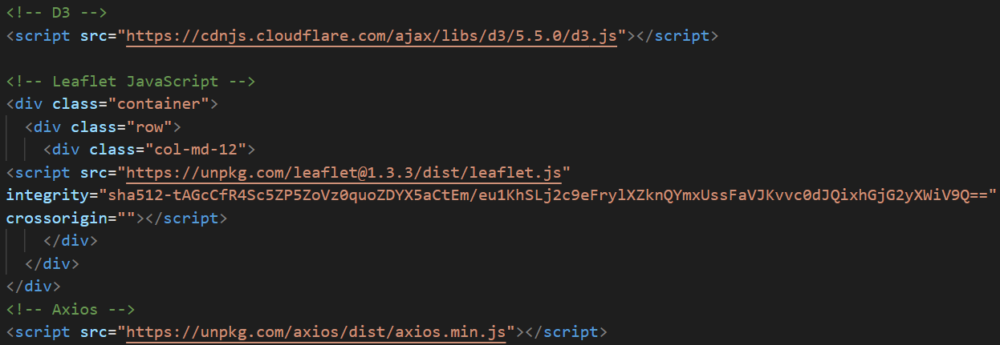 <!-- D3 -->
<script src="https://cdnjs.cloudflare.com/ajax/libs/d3/5.5.0/d3.js"></script>
<!-- Leaflet JavaScript -->
<div class="container">
<div class="row">
<div class="col-md-12">
<script src="https://unpkg.com/leaflet@1.3.3/dist/leaflet.js"
integrity="sha512-tAGcCfR4Sc5ZP5ZoVz0quoZDYX5aCtEm/eu1KhSLj2c9eFrylXZknQYmxUssFaVJKvvc0dJQixhGjG2yXWiV9Q=="
crossorigin=""></script>
</div>
</div>
</div>
<!-- Axios -->
<script src="https://unpkg.com/axios/dist/axios.min.js"></script>